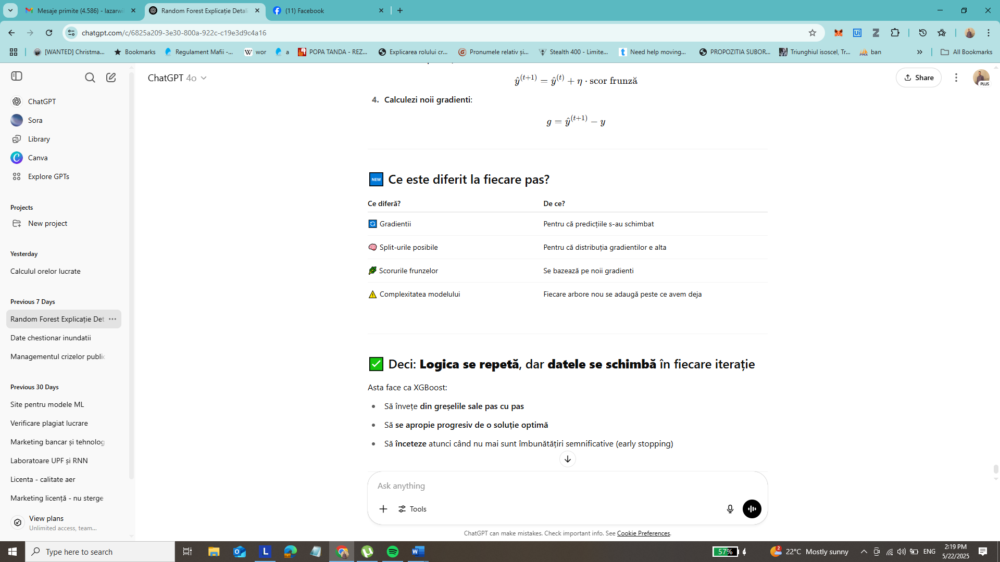 Mesaje primite (4.586) - lazarwi
Random Forest Explicație Detali
(11) Facebook
chatgpt.com/c/6825a209-3e30-800a-922c-c19e3d9c4a16
[WANTED] Christma...
Bookmarks
Regulament Mafii -...
wor
a
POPA TANDA - REZ...
Explicarea rolului cr...
Pronumele relativ și...
Stealth 400 - Limite...
Need help moving...
PROPOZITIA SUBOR...
Triunghiul isoscel, Tr...
ban
All Bookmarks
ChatGPT 4o
Share
PLUS
ChatGPT
Sora
Library
Canva
Explore GPTs
Projects
New project
Yesterday
Calculul orelor lucrate
Previous 7 Days
Random Forest Explicație Det
Date chestionar inundatii
Managementul crizelor public
Previous 30 Days
Site pentru modele ML
Verificare plagiat lucrare
Marketing bancar și tehnolog
Laboratoare UPF și RNN
Licenta - calitate aer
Marketing licență - nu sterge
View plans
Unlimited access, team...
ŷ^(t+1) = ŷ^(t) + η · scor frunză
4. Calculezi noii gradienti:
g = ŷ^(t+1) − y
NEW Ce este diferit la fiecare pas?
Ce diferă? De ce?
Gradientii Pentru că predicțiile s-au schimbat
Split-urile posibile Pentru că distribuția gradientilor e alta
Scorurile frunzelor Se bazează pe noii gradienti
Complexitatea modelului Fiecare arbore nou se adaugă peste ce avem deja
Deci: Logica se repetă, dar datele se schimbă în fiecare iterație
Asta face ca XGBoost:
Să învețe din greșelile sale pas cu pas
Să se apropie progresiv de o soluție optimă
Să înceteze atunci când nu mai sunt îmbunătățiri semnificative (early stopping)
Ask anything
Tools
ChatGPT can make mistakes. Check important info. See Cookie Preferences.
Type here to search
57%
2
22°C Mostly sunny
ENG
2:19 PM
5/22/2025